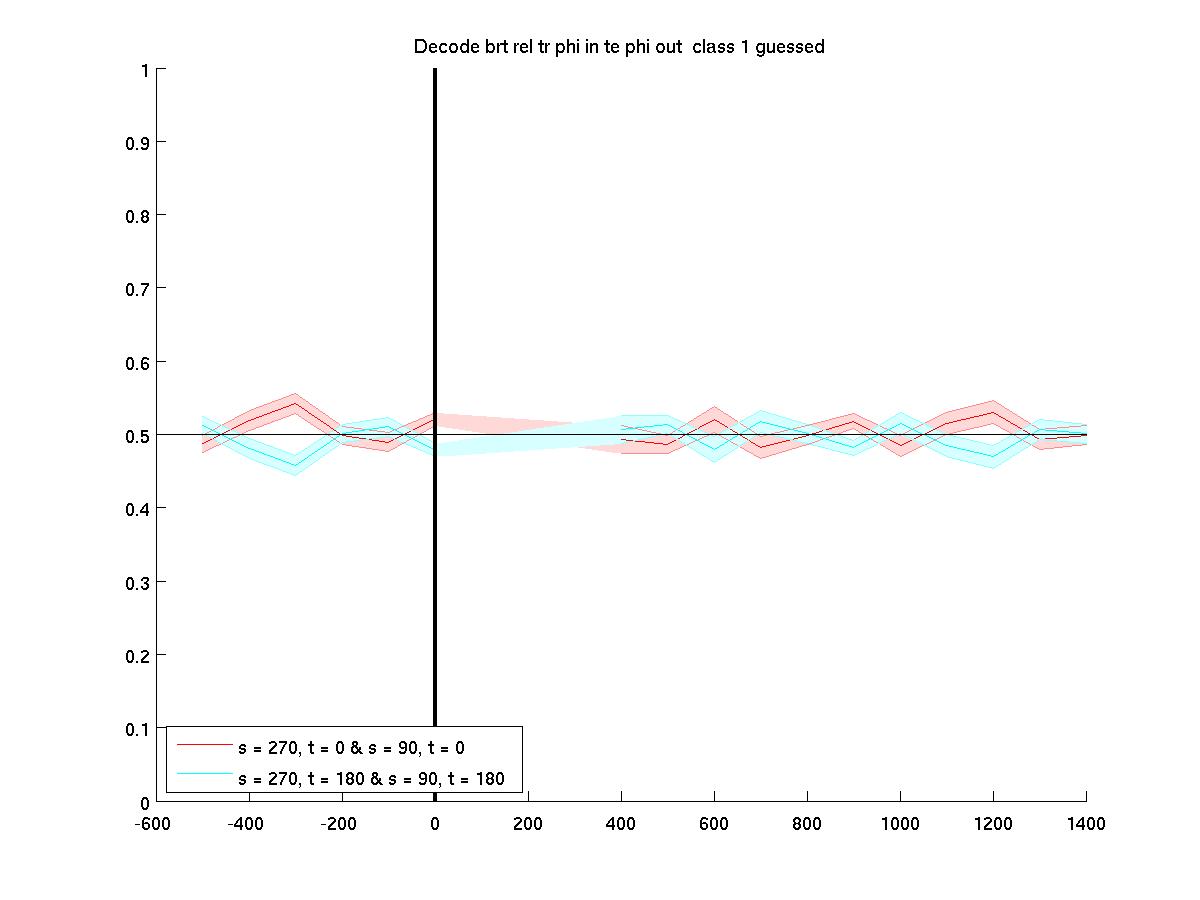 Decode brt rel tr phi in te phi out  class 1 guessed
1
0.9
0.8
0.7
0.6
0.5
0.4
0.3
0.2
0.1
0
s = 270, t = 0 & s = 90, t = 0
s = 270, t = 180 & s = 90, t = 180
-600 -400 -200 0 200 400 600 800 1000 1200 1400